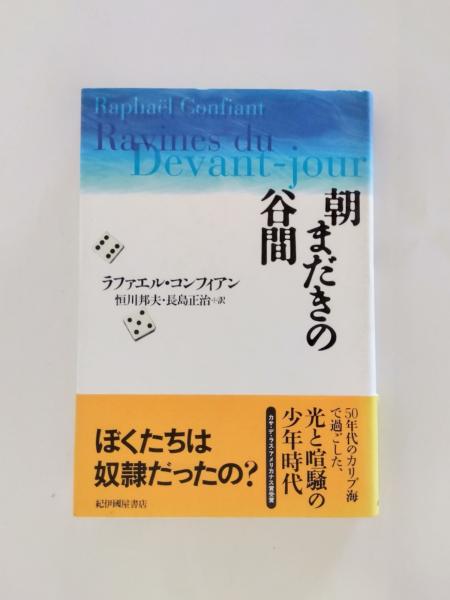 Raphaël Confiant
Ravines du
Devant-jour
朝まだきの
谷間
ラファエル・コンフィアン
恒川邦夫・長島正治+訳
50年代のカリブ海
で過ごした、
光と喧騒の
少年時代
カサ・デ・ラス・アメリカナス賞受賞
ぼくたちは
奴隷だったの?
紀伊國屋書店